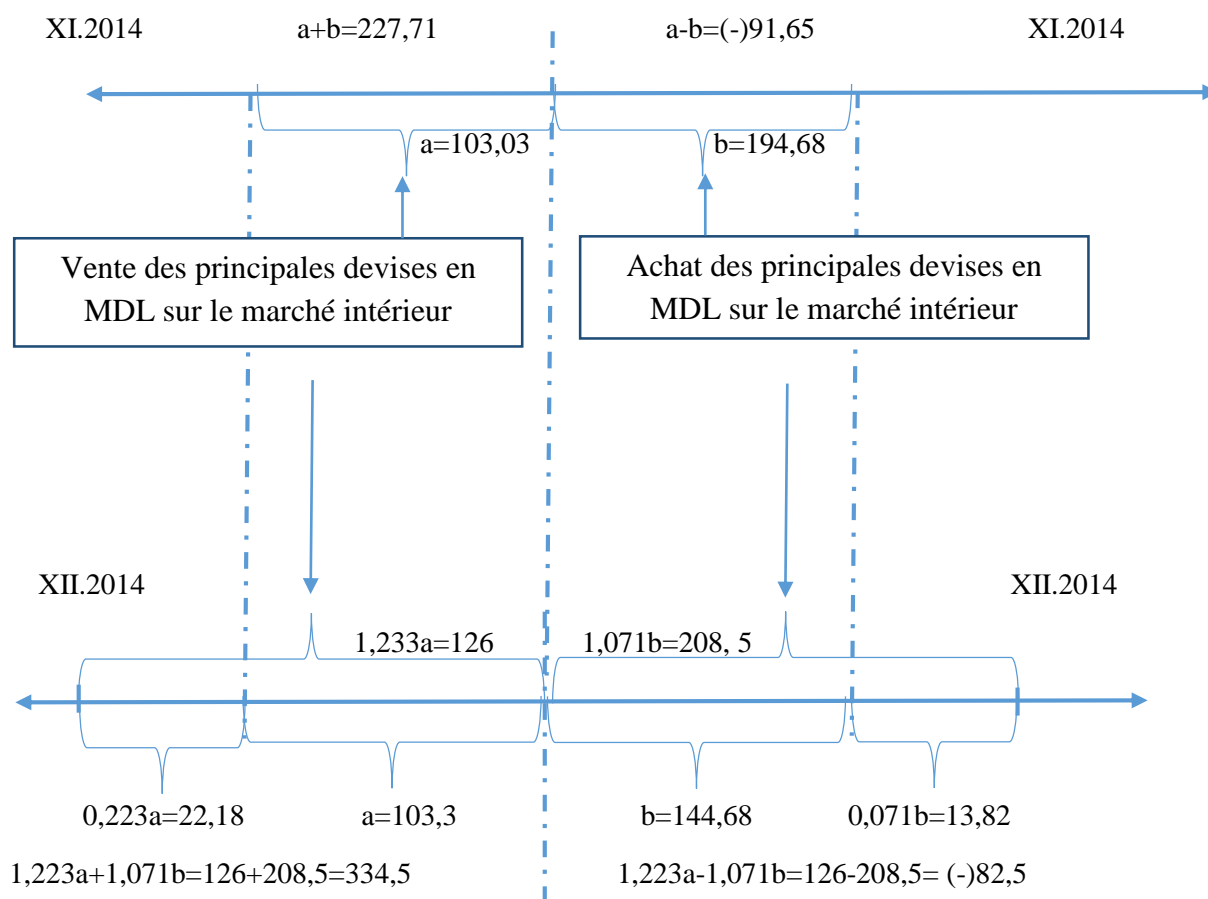 XI.2014 a+b=227,71 a-b=(-)91,65 XI.2014
a=103,03 b=194,68
Vente des principales devises en
MDL sur le marché intérieur
Achat des principales devises en
MDL sur le marché intérieur
XII.2014 XII.2014
1,233a=126 1,071b=208, 5
0,223a=22,18 a=103,3 b=144,68 0,071b=13,82
1,223a+1,071b=126+208,5=334,5 1,223a-1,071b=126-208,5= (-)82,5